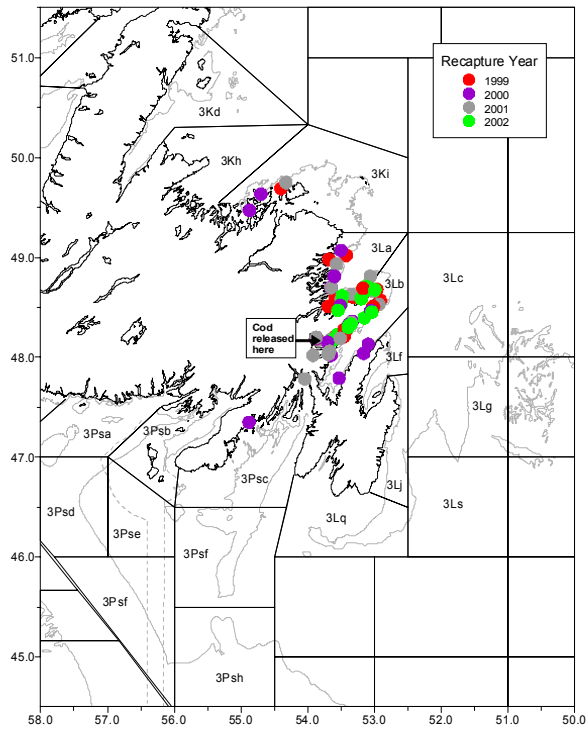 51.0
50.0
49.0
48.0
47.0
46.0
45.0
58.0
57.0
56.0
55.0
54.0
53.0
52.0
51.0
50.0
Recapture Year
1999
2000
2001
2002
3Kd
3Kh
3Ki
3La
3Lb
3Lc
Cod
released
here
3Lf
3Lg
3Psa
3Psb
3Psc
3Lj
3Psd
3Pse
3Lq
3Ls
3Psf
3Psf
3Psh